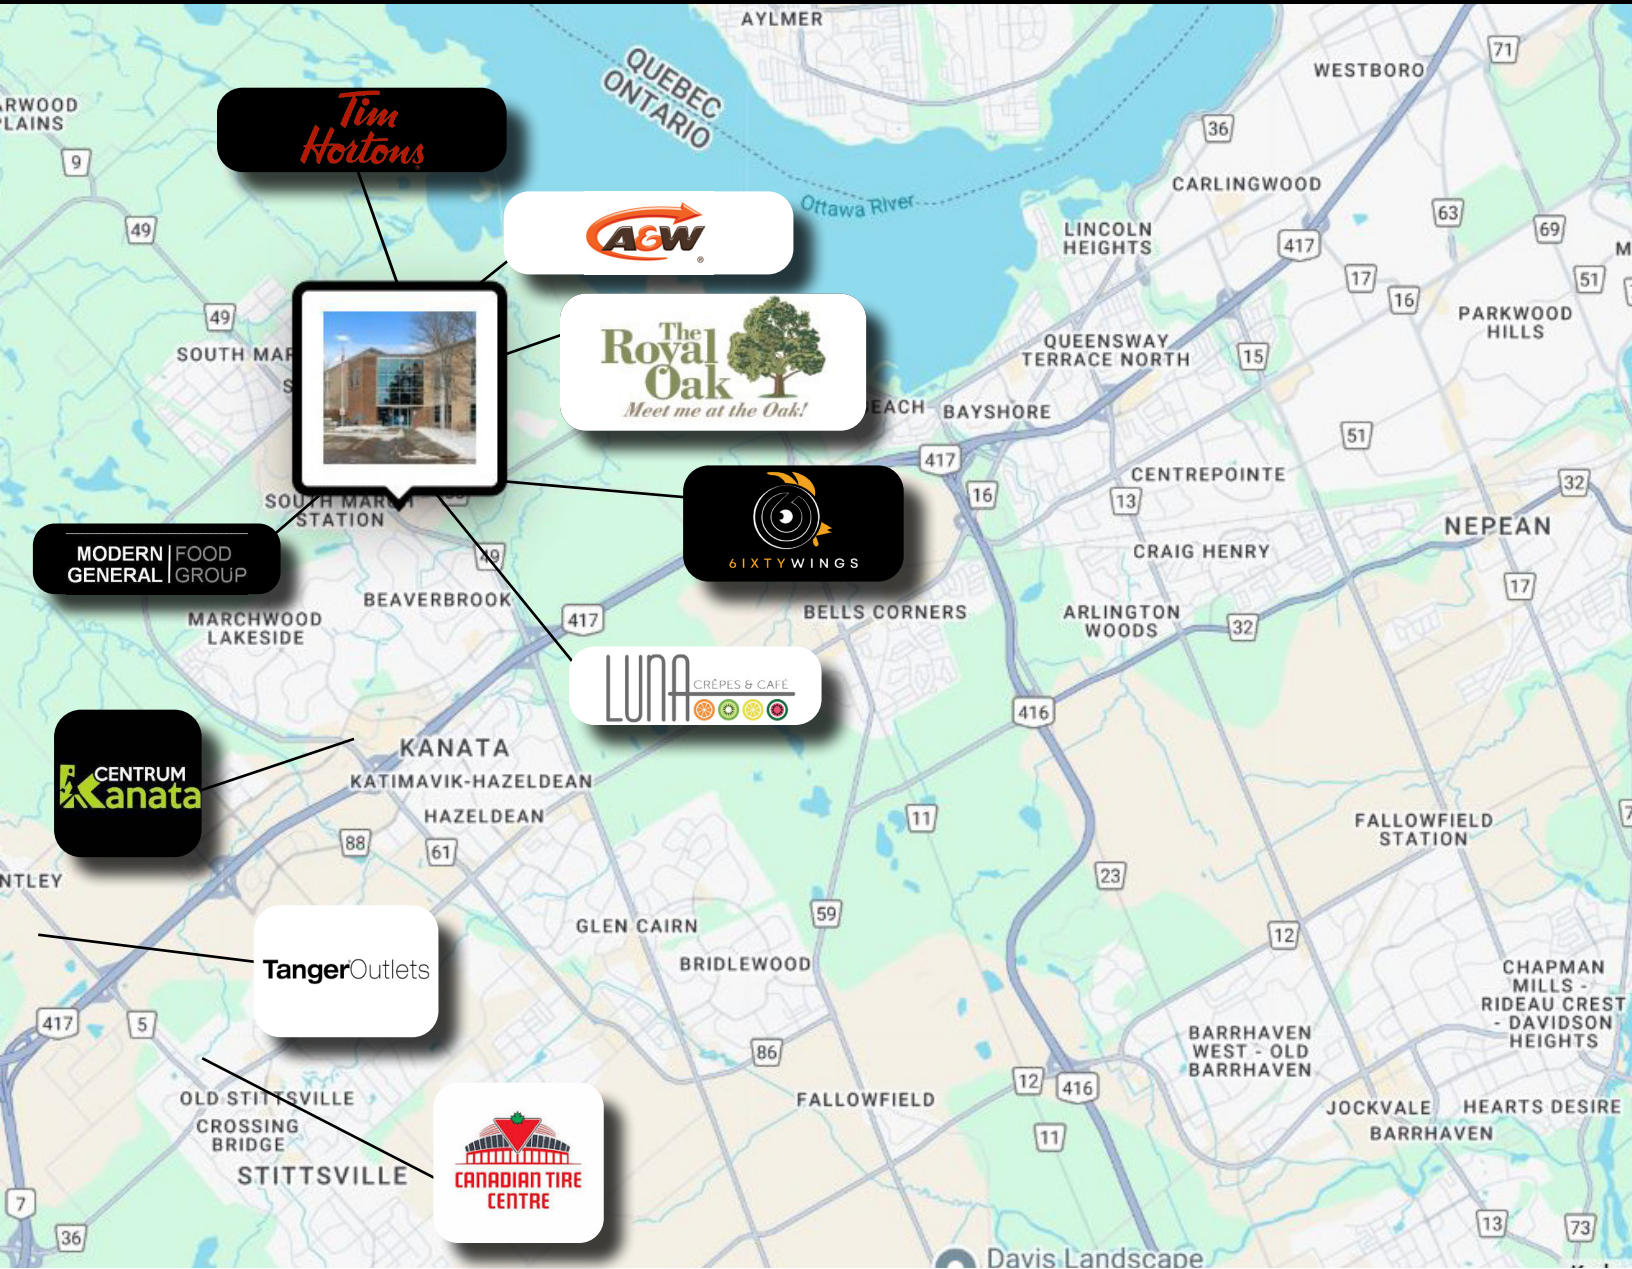 AYLMER
71
WESTBORO
QUEBEC
ONTARIO
ARWOOD
LAINS
Tim
Hortons
36
9
CARLINGWOOD
Ottawa River
49
A&W
63
LINCOLN
HEIGHTS
69
417
17
51
16
49
PARKWOOD
HILLS
The
Royal
Oak
Meet me at the Oak!
QUEENSWAY
TERRACE NORTH
15
SOUTH MAR
S
EACH
BAYSHORE
51
417
CENTREPOINTE
32
16
13
SOUTH MARCH
STATION
NEPEAN
6IXTYWINGS
MODERN FOOD
GENERAL GROUP
49
CRAIG HENRY
17
BEAVERBROOK
MARCHWOOD
LAKESIDE
417
BELLS CORNERS
ARLINGTON
WOODS
32
LUNA
CRÊPES & CAFÉ
416
CENTRUM
Kanata
KANATA
KATIMAVIK-HAZELDEAN
HAZELDEAN
11
FALLOWFIELD
STATION
88
61
23
NTLEY
59
GLEN CAIRN
12
BRIDLEWOOD
TangerOutlets
CHAPMAN
MILLS -
RIDEAU CREST
- DAVIDSON
HEIGHTS
417
5
BARRHAVEN
WEST - OLD
BARRHAVEN
86
12
416
OLD STITTSVILLE
FALLOWFIELD
JOCKVALE
HEARTS DESIRE
CROSSING
BRIDGE
11
BARRHAVEN
STITTSVILLE
CANADIAN TIRE
CENTRE
7
36
13
73
Davis Landscape